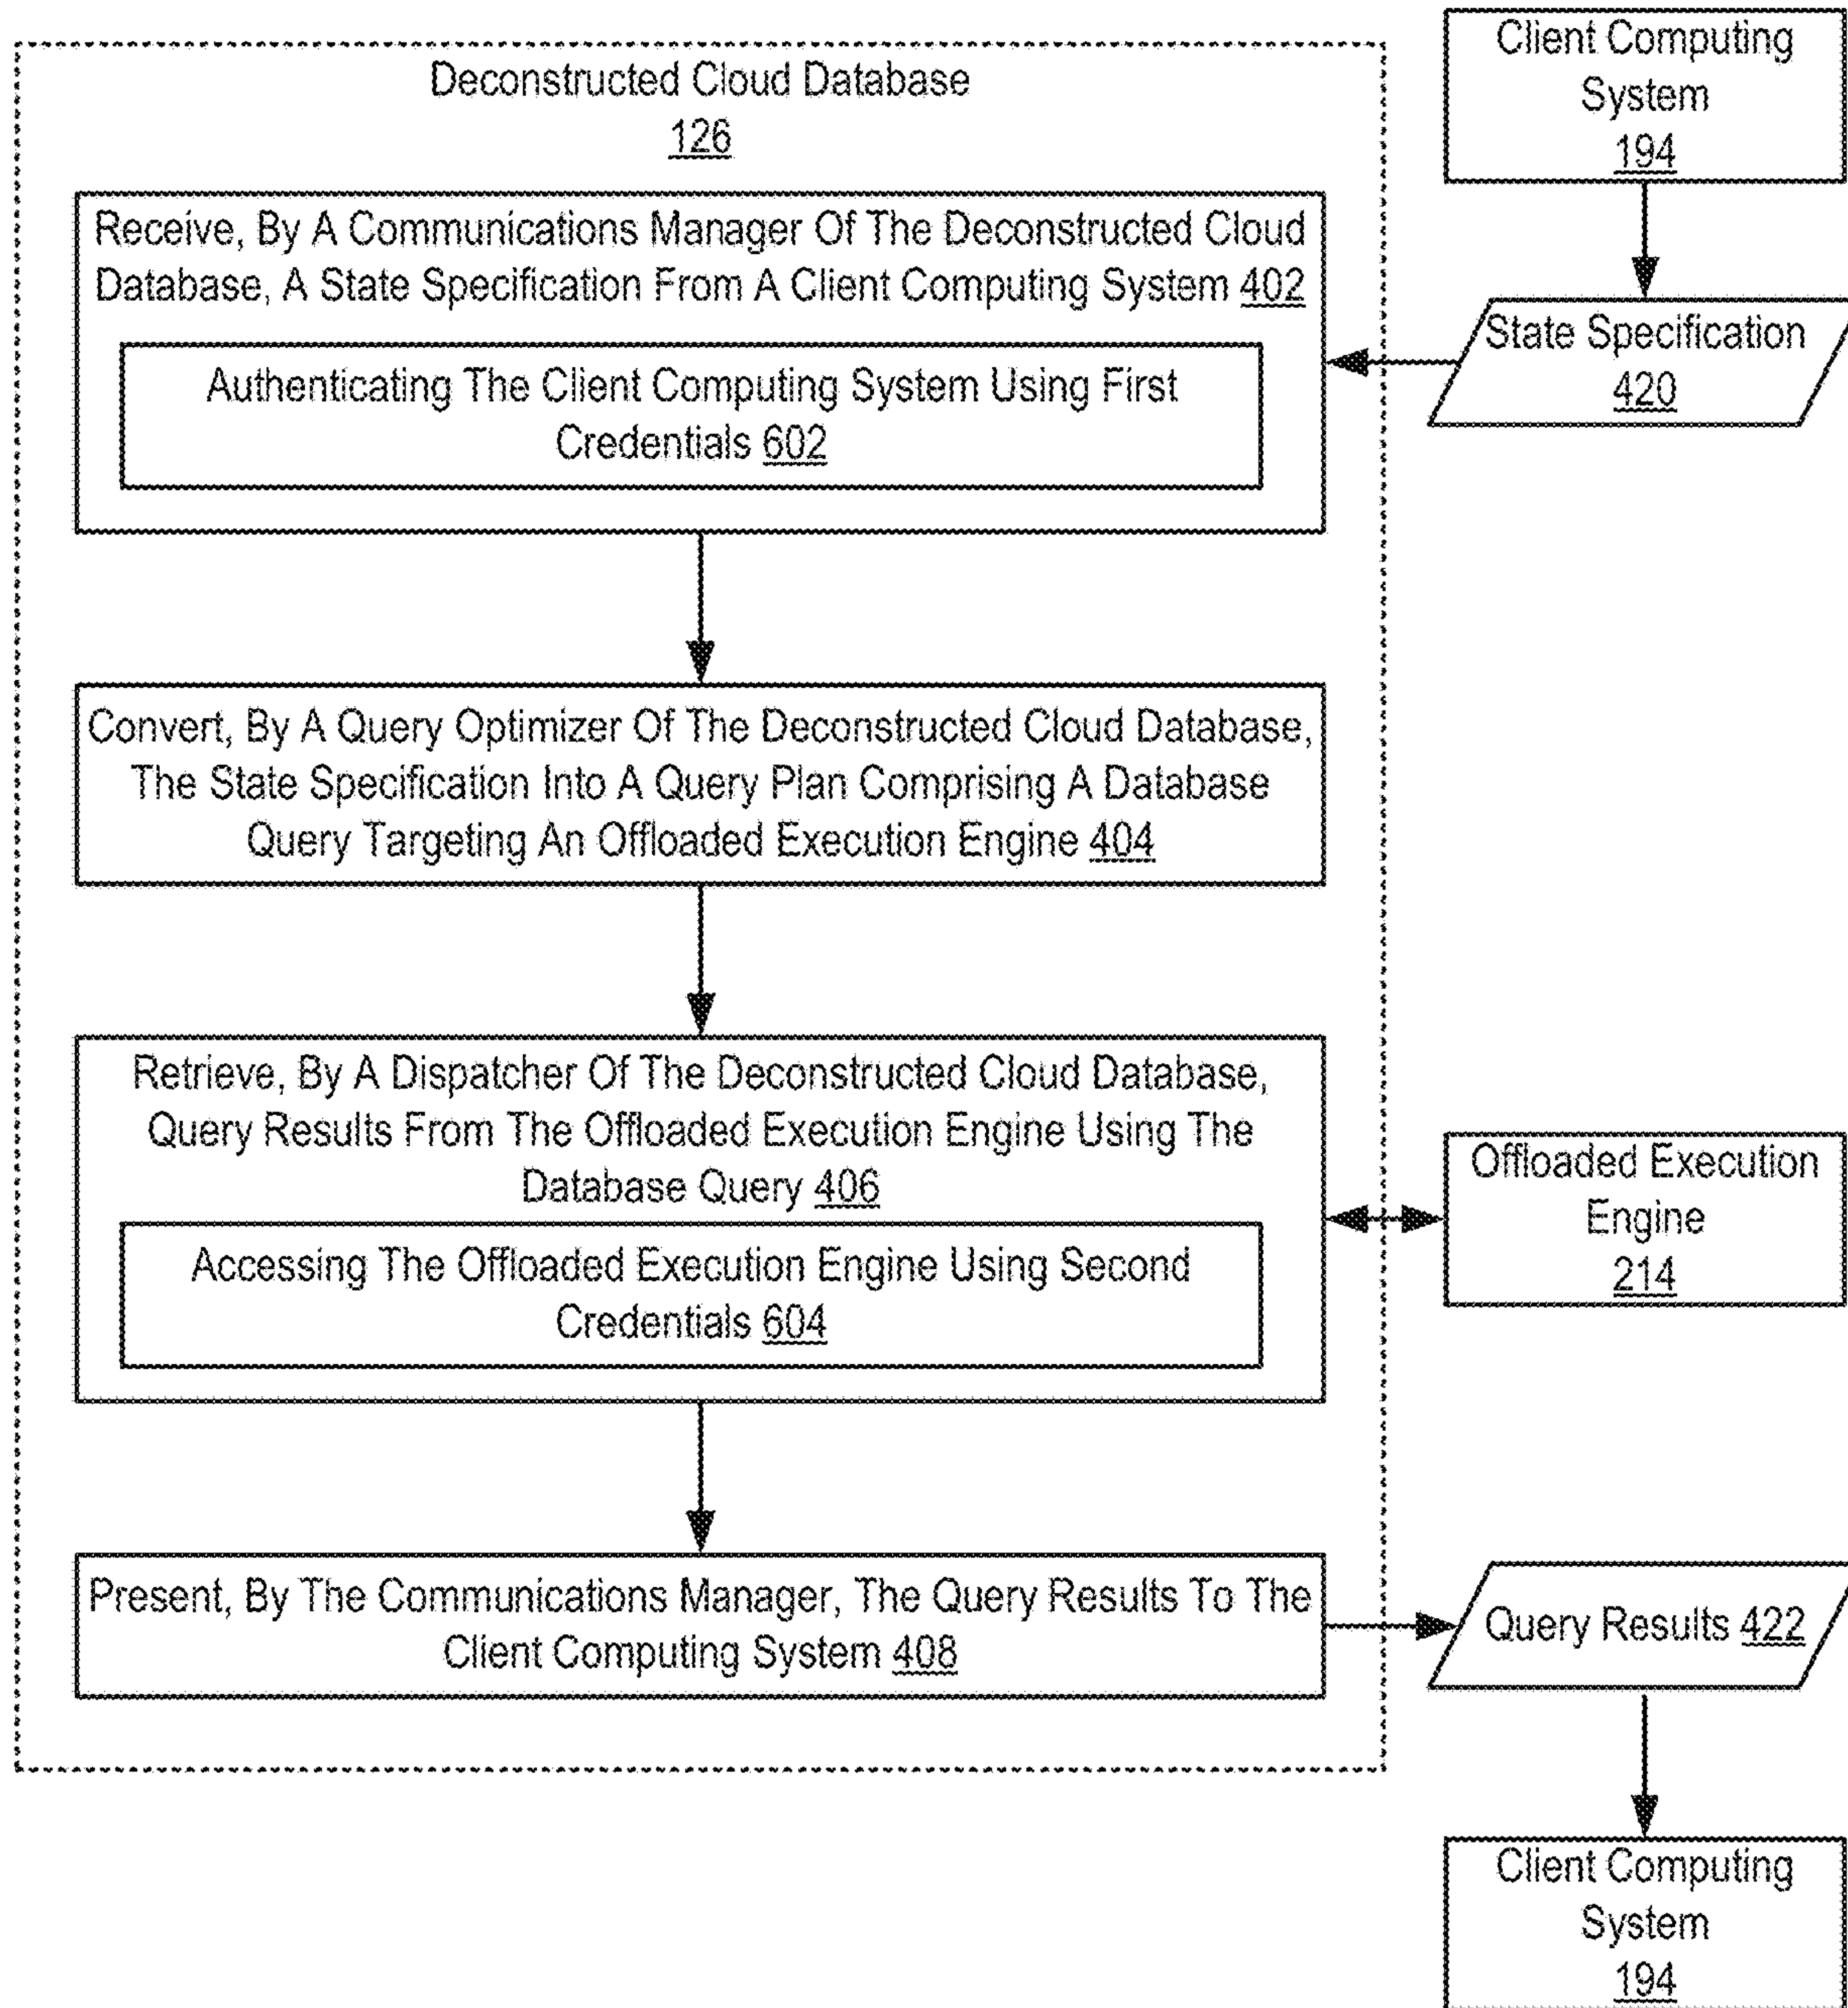 Deconstructed Cloud Database
126
Client Computing
System
194
Receive, By A Communications Manager Of The Deconstructed Cloud
Database, A State Specification From A Client Computing System 402
Authenticating The Client Computing System Using First
Credentials 602
State Specification
420
Convert, By A Query Optimizer Of The Deconstructed Cloud Database,
The State Specification Into A Query Plan Comprising A Database
Query Targeting An Offloaded Execution Engine 404
Retrieve, By A Dispatcher Of The Deconstructed Cloud Database,
Query Results From The Offloaded Execution Engine Using The
Database Query 406
Accessing The Offloaded Execution Engine Using Second
Credentials 604
Offloaded Execution
Engine
214
Present, By The Communications Manager, The Query Results To The
Client Computing System 408
Query Results 422
Client Computing
System
194